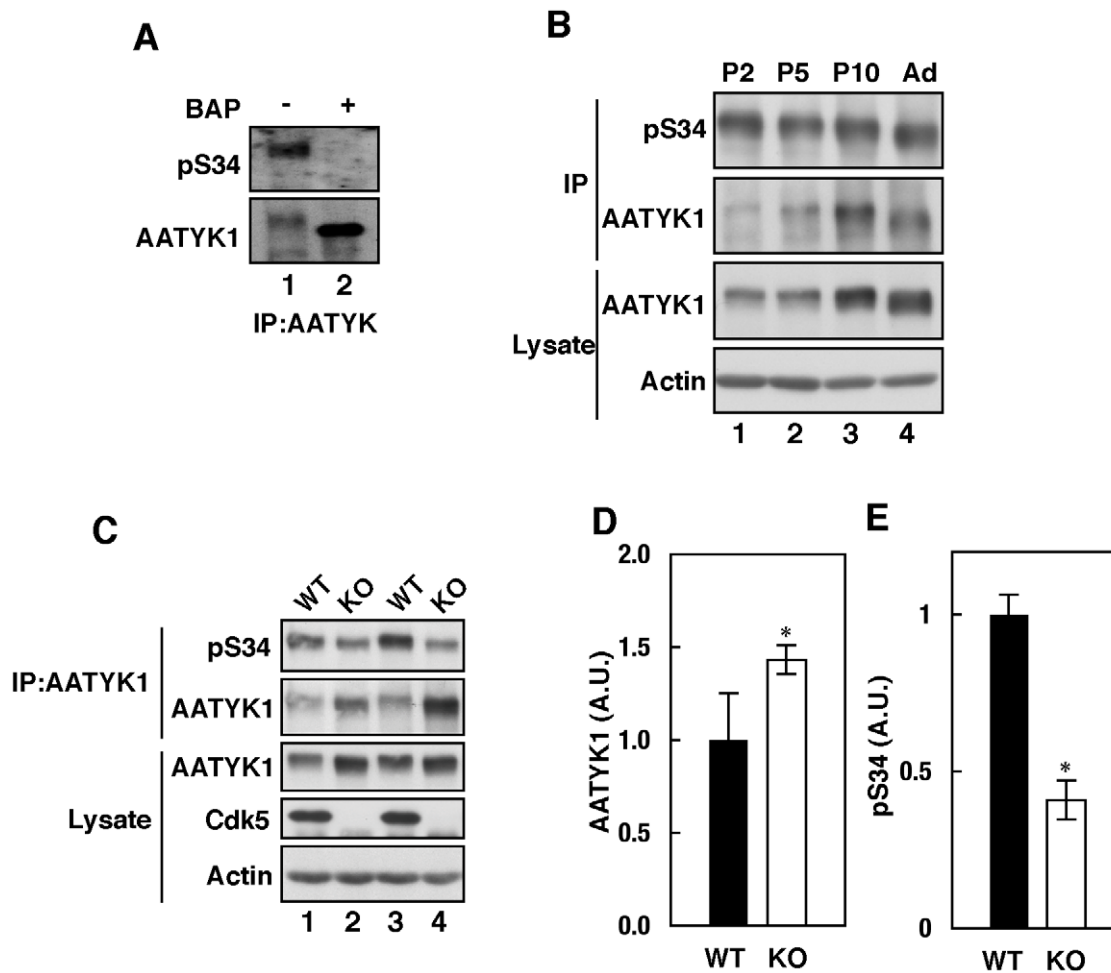 A
BAP - +
pS34
AATYK1
1 2
IP:AATYK
B
P2 P5 P10 Ad
IP
pS34
AATYK1
Lysate
AATYK1
Actin
1 2 3 4
C
WT KO WT KO
IP:AATYK1
pS34
AATYK1
Lysate
AATYK1
Cdk5
Actin
1 2 3 4
D
AATYK1 (A.U.)
2.0
1.5
1.0
0.5
0.0
*
WT KO
E
pS34 (A.U.)
1
0.5
0
*
WT KO